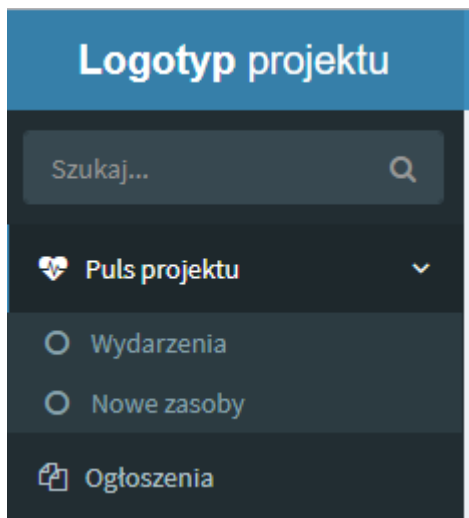 Logotyp projektu
Szukaj...
Puls projektu
Wydarzenia
Nowe zasoby
Ogłoszenia